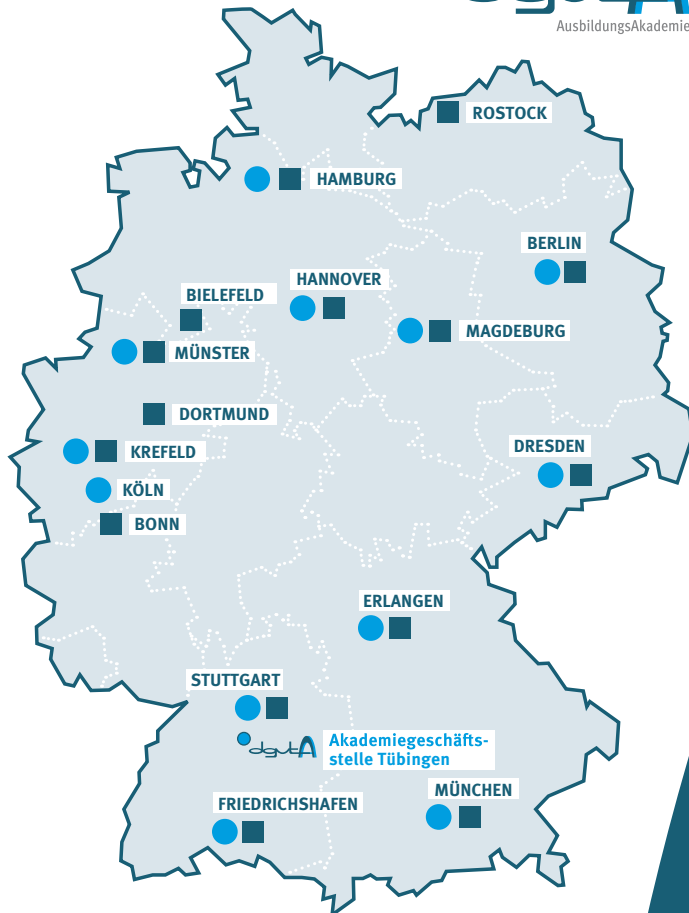 AusbildungsAkademie
ROSTOCK
HAMBURG
BERLIN
HANNOVER
BIELEFELD
MAGDEBURG
MÜNSTER
DORTMUND
DRESDEN
KREFELD
KÖLN
BONN
ERLANGEN
STUTTGART
dgvtA Akademiegeschäfts-
stelle Tübingen
MÜNCHEN
FRIEDRICHSHAFEN